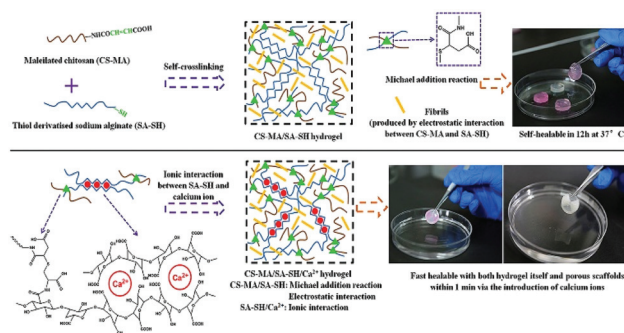 NHCOCH=CHCOOH
Maleilated chitosan (CS-MA)
+
SH
Thiol derivatised sodium alginate (SA-SH)
Self-crosslinking
CS-MA/SA-SH hydrogel
Michael addition reaction
Fibrils
(produced by electrostatic interaction
between CS-MA and SA-SH)
Self-healable in 12h at 37° C
Ionic interaction
between SA-SH and
calcium ion
Ca²⁺
Ca²⁺
CS-MA/SA-SH/Ca²⁺ hydrogel
CS-MA/SA-SH: Michael addition reaction
Electrostatic interaction
SA-SH/Ca²⁺: Ionic interaction
Fast healable with both hydrogel itself and porous scaffolds
within 1 min via the introduction of calcium ions